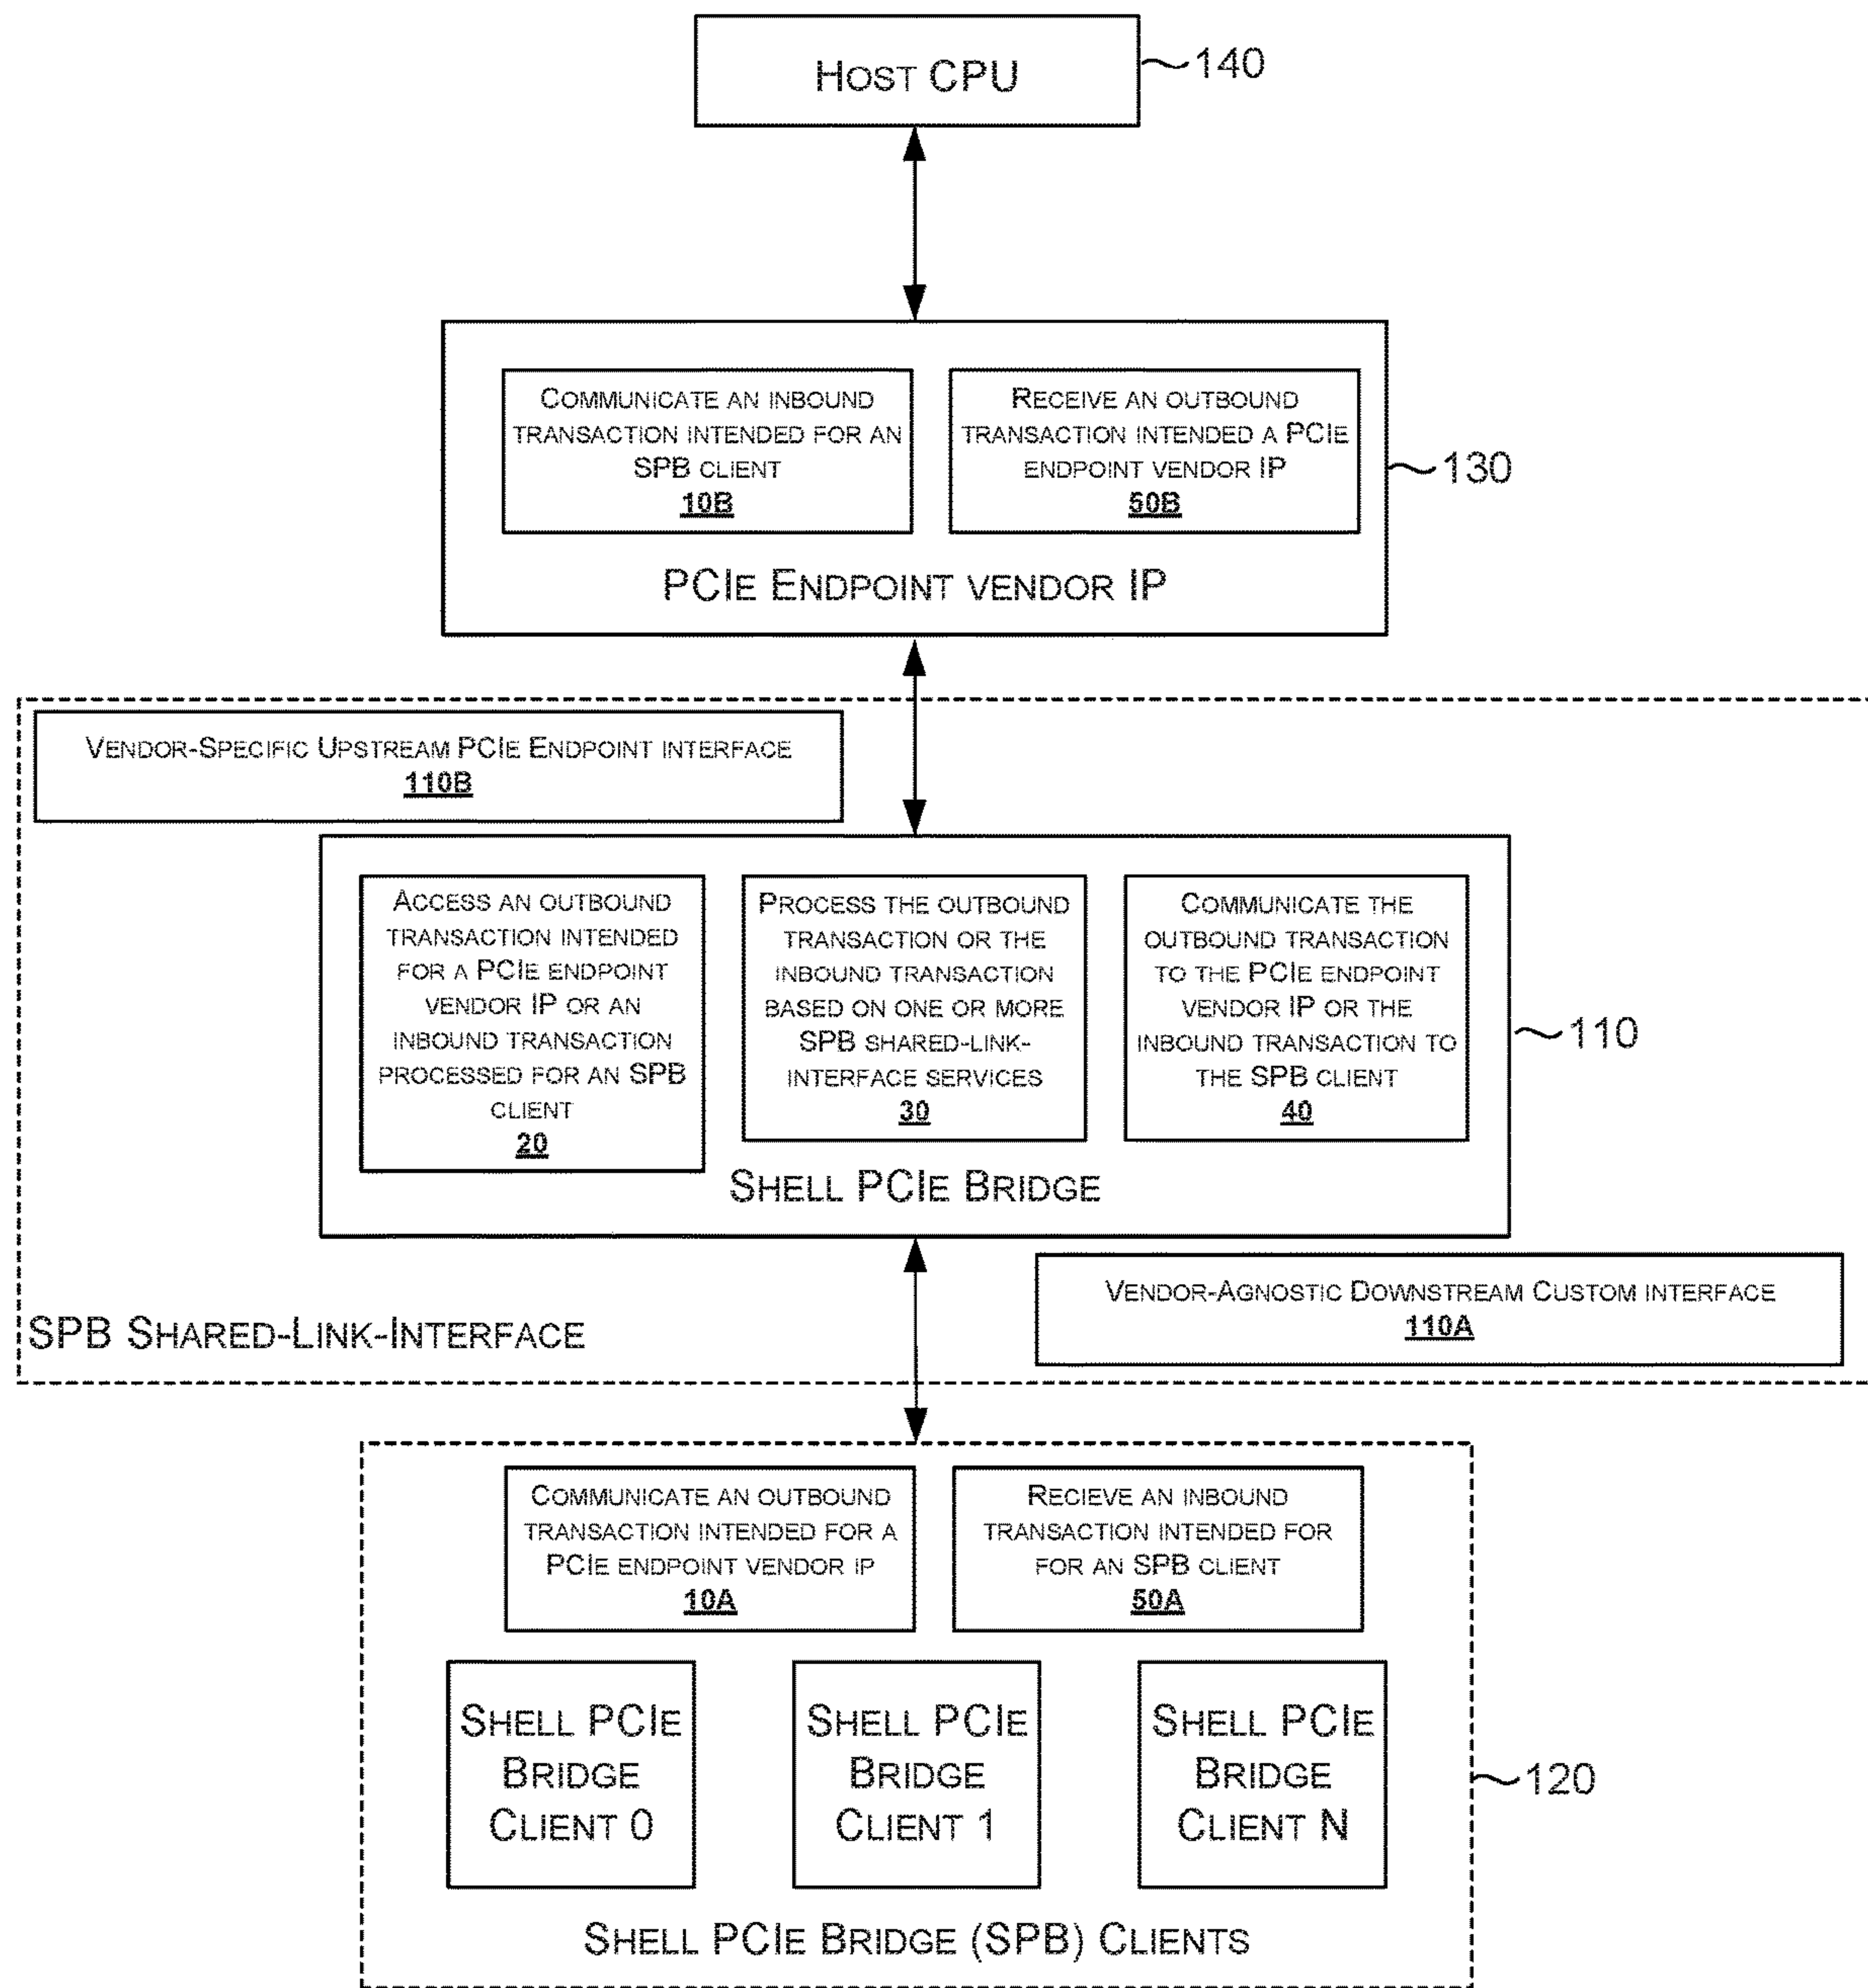 HOST CPU
140
COMMUNICATE AN INBOUND
TRANSACTION INTENDED FOR AN
SPB CLIENT
10B
RECEIVE AN OUTBOUND
TRANSACTION INTENDED A PCIE
ENDPOINT VENDOR IP
50B
130
PCIE ENDPOINT VENDOR IP
VENDOR-SPECIFIC UPSTREAM PCIE ENDPOINT INTERFACE
110B
ACCESS AN OUTBOUND
TRANSACTION INTENDED
FOR A PCIE ENDPOINT
VENDOR IP OR AN
INBOUND TRANSACTION
PROCESSED FOR AN SPB
CLIENT
20
PROCESS THE OUTBOUND
TRANSACTION OR THE
INBOUND TRANSACTION
BASED ON ONE OR MORE
SPB SHARED-LINK-
INTERFACE SERVICES
30
COMMUNICATE THE
OUTBOUND TRANSACTION
TO THE PCIE ENDPOINT
VENDOR IP OR THE
INBOUND TRANSACTION TO
THE SPB CLIENT
40
110
SHELL PCIE BRIDGE
VENDOR-AGNOSTIC DOWNSTREAM CUSTOM INTERFACE
110A
SPB SHARED-LINK-INTERFACE
COMMUNICATE AN OUTBOUND
TRANSACTION INTENDED FOR A
PCIE ENDPOINT VENDOR IP
10A
RECIEVE AN INBOUND
TRANSACTION INTENDED FOR
FOR AN SPB CLIENT
50A
SHELL PCIE
BRIDGE
CLIENT 0
SHELL PCIE
BRIDGE
CLIENT 1
SHELL PCIE
BRIDGE
CLIENT N
120
SHELL PCIE BRIDGE (SPB) CLIENTS